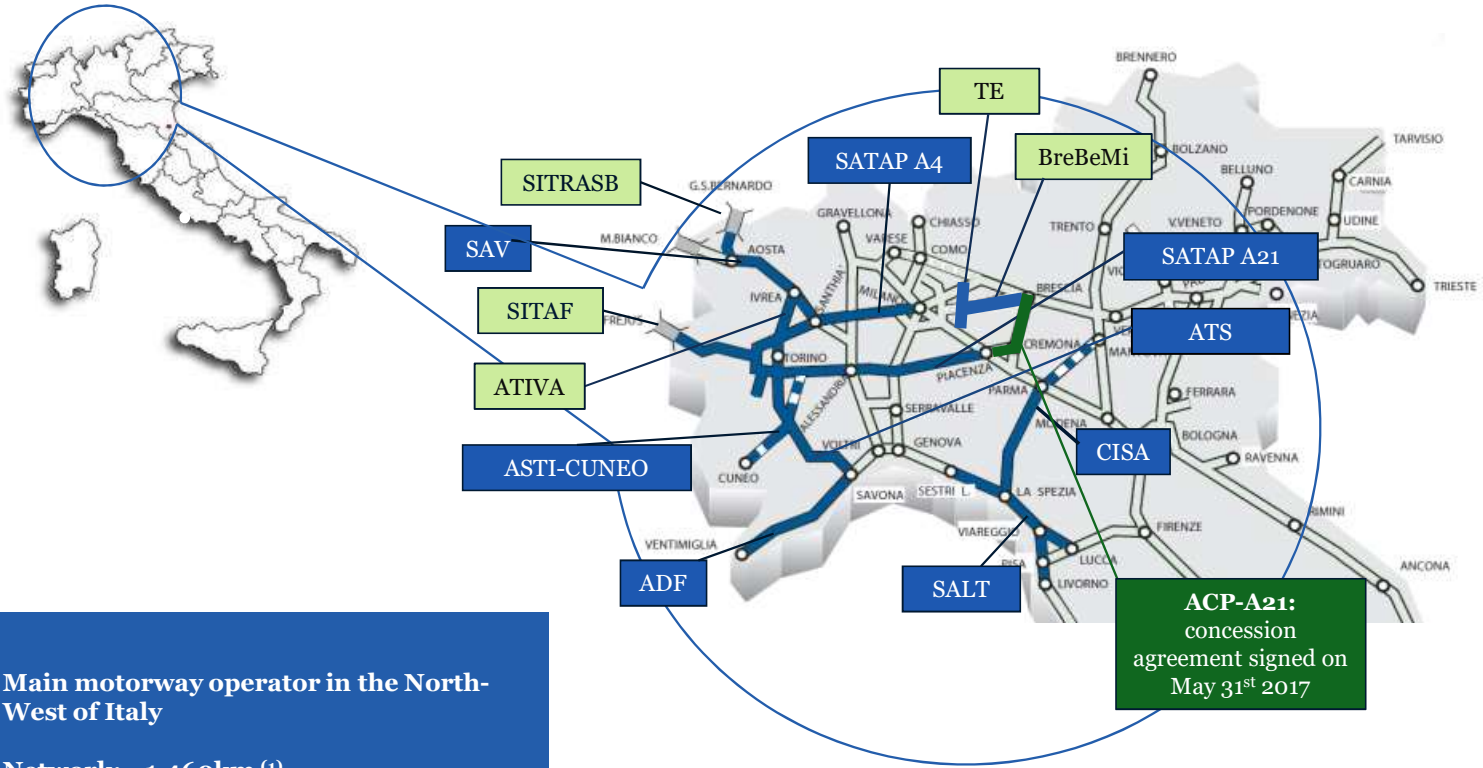 BRENNERO
TE
TARVISIO
SATAP A4
BreBeMi
BOLZANO
BELLUNO
CARNIA
SITRASB
G.S.BERNARDO
GRAVELLONA
CHIASSO
TRENTO
V.VENETO
PORDENONE
UDINE
SAV
M.BIANCO
AOSTA
VARESE
COMO
SATAP A21
TOGRUARO
TRIESTE
IVREA
SANTHIA'
MILANO
BRESCIA
SITAF
FREJUS
CREMONA
ATS
TORINO
ATIVA
ALESSANDRIA
PIACENZA
PARMA
FERRARA
SERRAVALLE
MODENA
BOLOGNA
ASTI-CUNEO
VOLTRI
GENOVA
CISA
RAVENNA
CUNEO
SAVONA
SESTRI L.
LA SPEZIA
RIMINI
VENTIMIGLIA
VIAREGGIO
FIRENZE
ADF
PISA
LUCCA
ANCONA
SALT
LIVORNO
ACP-A21:
concession
agreement signed on
May 31st 2017
Main motorway operator in the North-
West of Italy